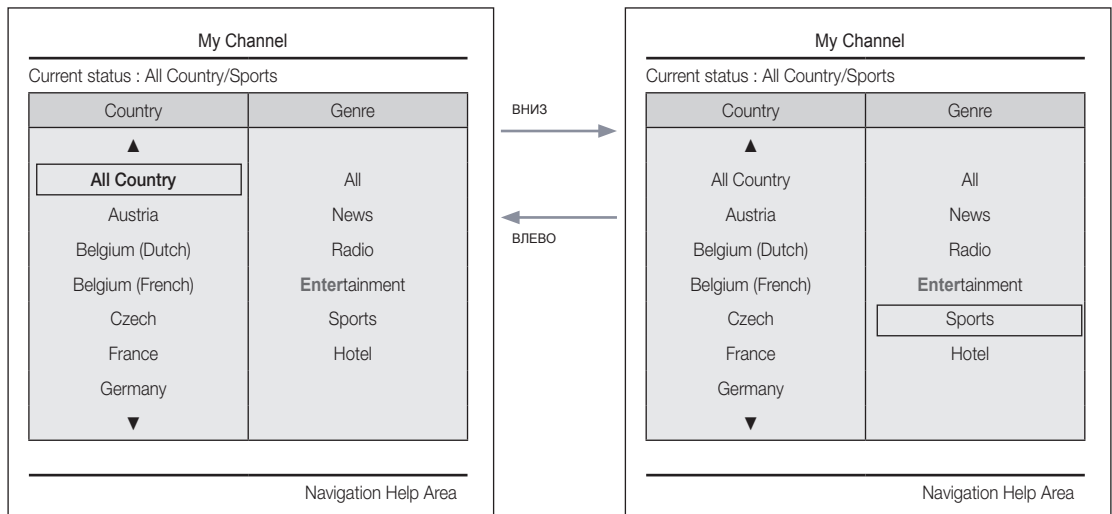 My Channel
Current status : All Country/Sports
Country Genre
▲
All Country All
Austria News
Belgium (Dutch) Radio
Belgium (French) Entertainment
Czech Sports
France Hotel
Germany
▼
Navigation Help Area
ВНИЗ
ВЛЕВО
My Channel
Current status : All Country/Sports
Country Genre
▲
All Country All
Austria News
Belgium (Dutch) Radio
Belgium (French) Entertainment
Czech Sports
France Hotel
Germany
▼
Navigation Help Area